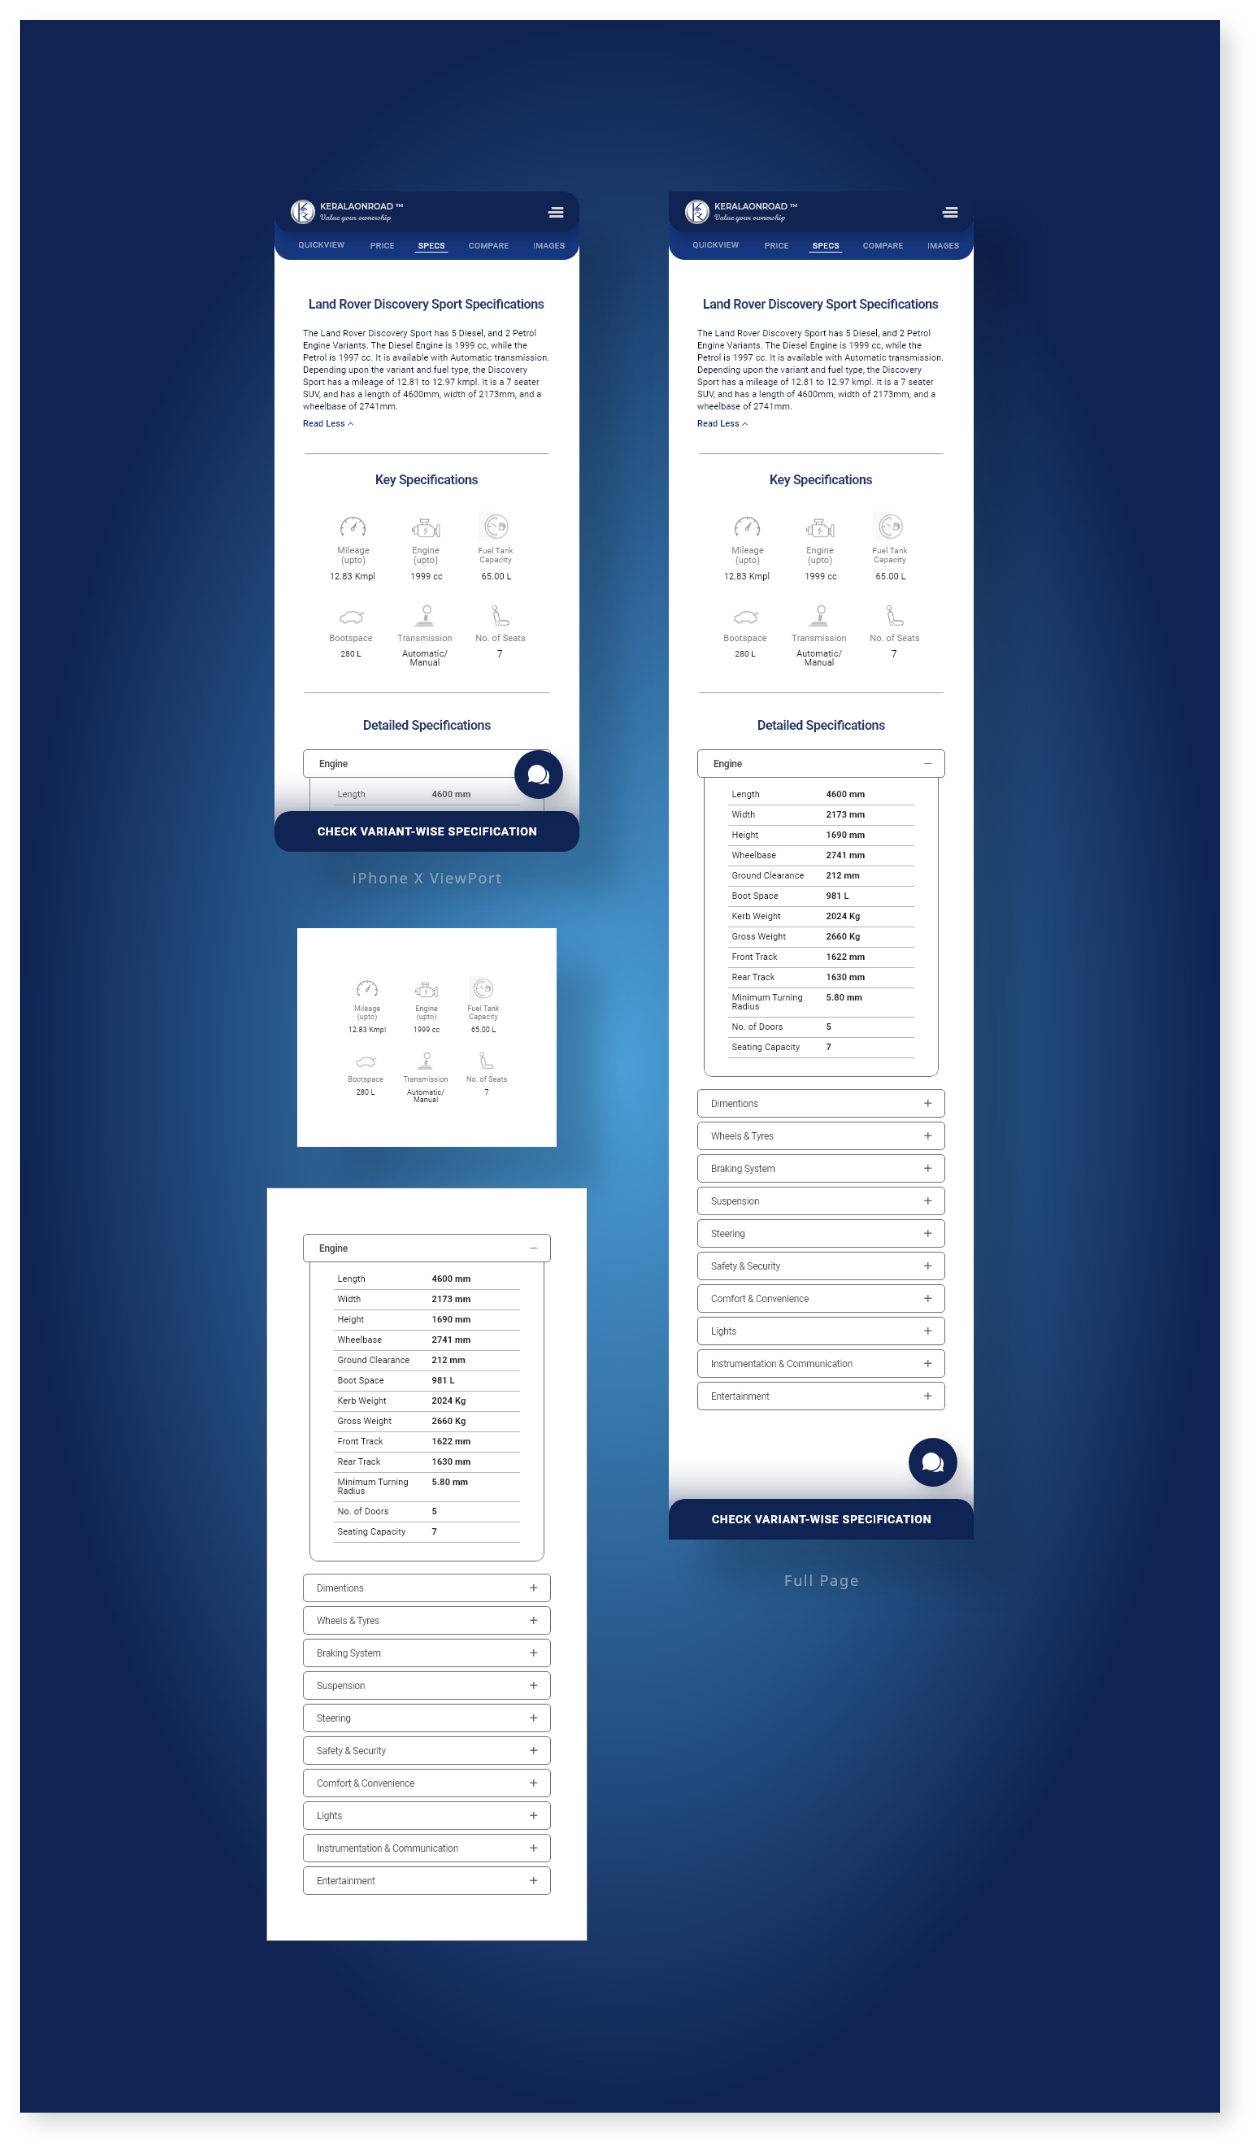 KERALAONROAD ™
Value your ownership
QUICKVIEW PRICE SPECS COMPARE IMAGES
Land Rover Discovery Sport Specifications
The Land Rover Discovery Sport has 5 Diesel, and 2 Petrol
Engine Variants. The Diesel Engine is 1999 cc, while the
Petrol is 1997 cc. It is available with Automatic transmission.
Depending upon the variant and fuel type, the Discovery
Sport has a mileage of 12.81 to 12.97 kmpl. It is a 7 seater
SUV, and has a length of 4600mm, width of 2173mm, and a
wheelbase of 2741mm.
Read Less
Key Specifications
Mileage Engine Fuel Tank
(upto) (upto) Capacity
12.83 Kmpl 1999 cc 65.00 L
Bootspace Transmission No. of Seats
280 L Automatic/ 7
Manual
Detailed Specifications
Engine
Length 4600 mm
CHECK VARIANT-WISE SPECIFICATION
iPhone X ViewPort
Mileage Engine Fuel Tank
(upto) (upto) Capacity
12.83 Kmpl 1999 cc 65.00 L
Bootspace Transmission No. of Seats
280 L Automatic/ 7
Manual
Engine
Length 4600 mm
Width 2173 mm
Height 1690 mm
Wheelbase 2741 mm
Ground Clearance 212 mm
Boot Space 981 L
Kerb Weight 2024 Kg
Gross Weight 2660 Kg
Front Track 1622 mm
Rear Track 1630 mm
Minimum Turning 5.80 mm
Radius
No. of Doors 5
Seating Capacity 7
Dimentions
Wheels & Tyres
Braking System
Suspension
Steering
Safety & Security
Comfort & Convenience
Lights
Instrumentation & Communication
Entertainment
KERALAONROAD ™
Value your ownership
QUICKVIEW PRICE SPECS COMPARE IMAGES
Land Rover Discovery Sport Specifications
The Land Rover Discovery Sport has 5 Diesel, and 2 Petrol
Engine Variants. The Diesel Engine is 1999 cc, while the
Petrol is 1997 cc. It is available with Automatic transmission.
Depending upon the variant and fuel type, the Discovery
Sport has a mileage of 12.81 to 12.97 kmpl. It is a 7 seater
SUV, and has a length of 4600mm, width of 2173mm, and a
wheelbase of 2741mm.
Read Less
Key Specifications
Mileage Engine Fuel Tank
(upto) (upto) Capacity
12.83 Kmpl 1999 cc 65.00 L
Bootspace Transmission No. of Seats
280 L Automatic/ 7
Manual
Detailed Specifications
Engine
Length 4600 mm
Width 2173 mm
Height 1690 mm
Wheelbase 2741 mm
Ground Clearance 212 mm
Boot Space 981 L
Kerb Weight 2024 Kg
Gross Weight 2660 Kg
Front Track 1622 mm
Rear Track 1630 mm
Minimum Turning 5.80 mm
Radius
No. of Doors 5
Seating Capacity 7
Dimentions
Wheels & Tyres
Braking System
Suspension
Steering
Safety & Security
Comfort & Convenience
Lights
Instrumentation & Communication
Entertainment
CHECK VARIANT-WISE SPECIFICATION
Full Page